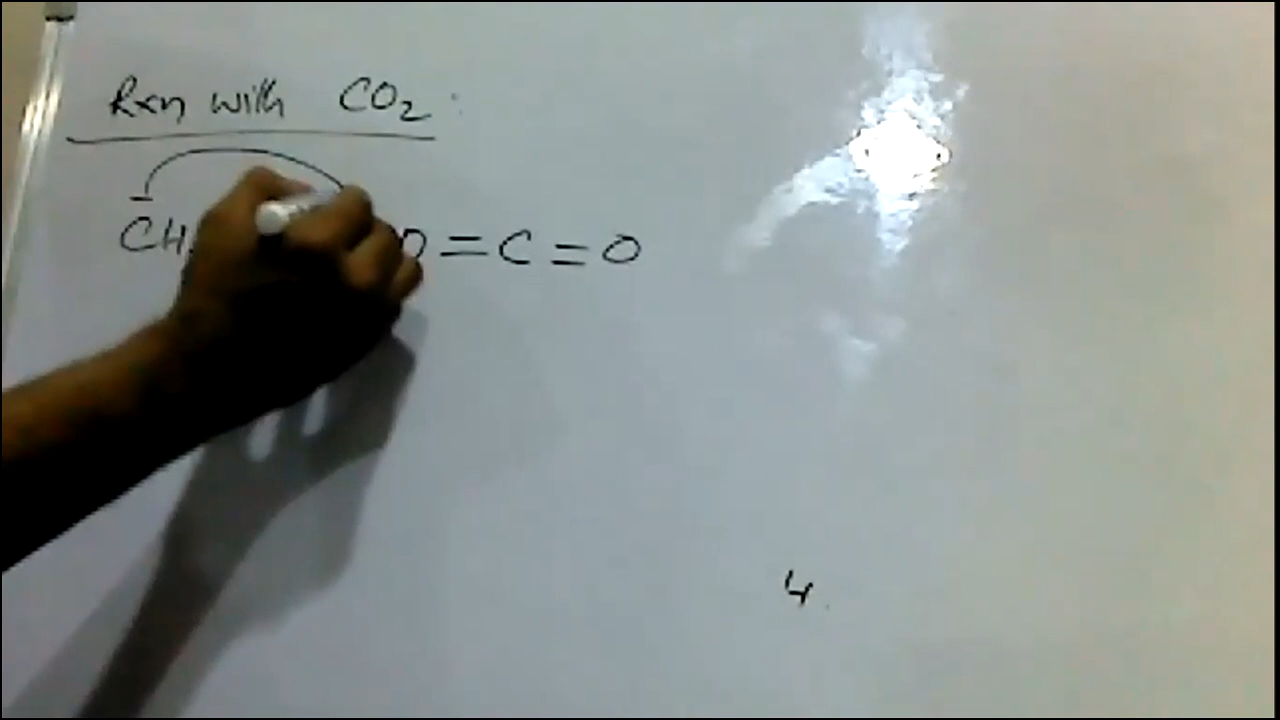 Rxn with CO2 :
CH = C = O
4